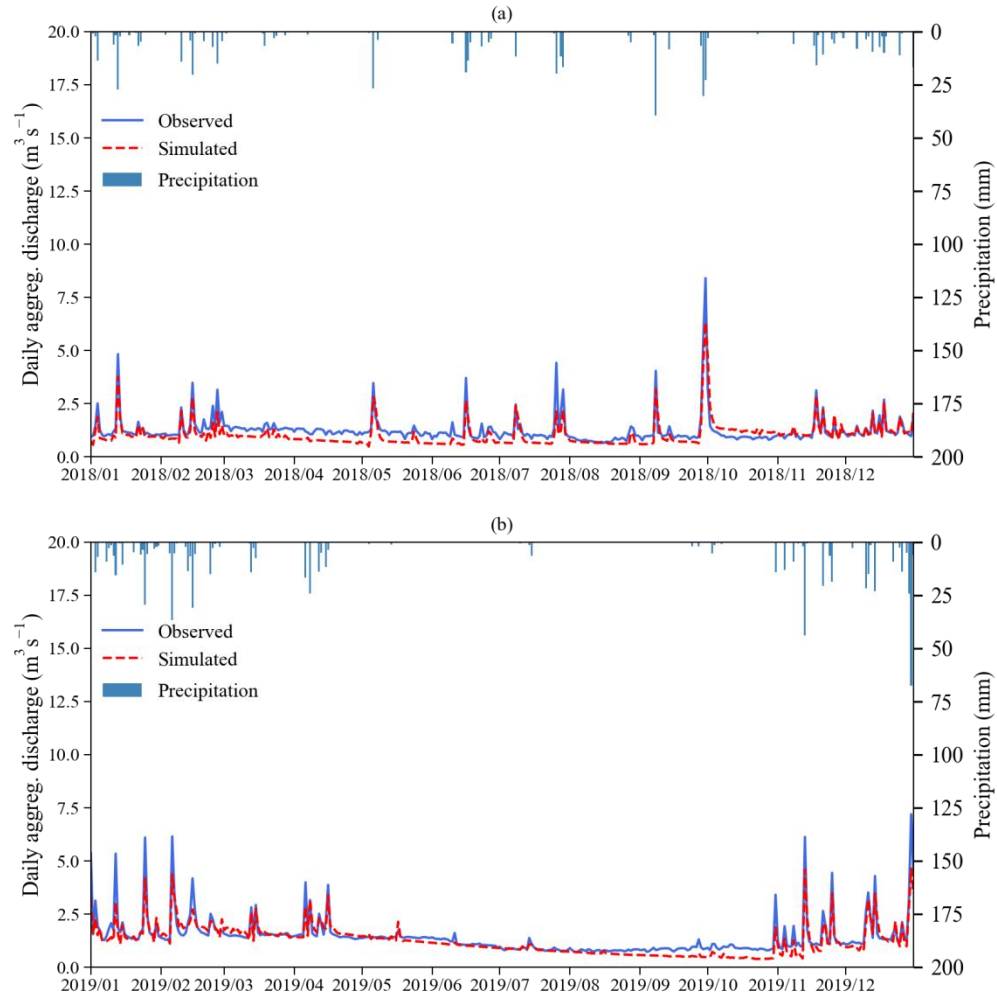 (a)
20.0
17.5
15.0
12.5
10.0
7.5
5.0
2.5
0.0
Daily aggreg. discharge (m³ s⁻¹)
Observed
Simulated
Precipitation
0
25
50
75
100
125
150
175
200
Precipitation (mm)
2018/01 2018/02 2018/03 2018/04 2018/05 2018/06 2018/07 2018/08 2019/09 2018/10 2018/11 2019/12
(b)
20.0
17.5
15.0
12.5
10.0
7.5
5.0
2.5
0.0
Daily aggreg. discharge (m³ s⁻¹)
Observed
Simulated
Precipitation
0
25
50
75
100
125
150
175
200
Precipitation (mm)
2019/01 2019/02 2019/03 2019/04 2019/05 2019/06 2019/07 2019/08 2019/09 2019/10 2019/11 2019/12